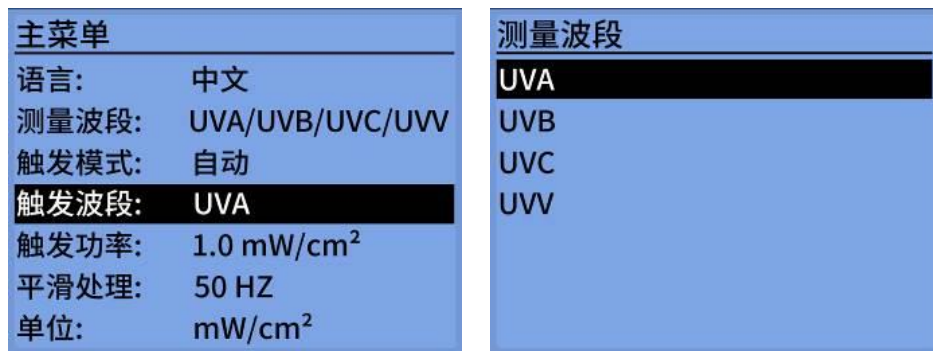 主菜单
语言: 中文
测量波段: UVA/UVB/UVC/UVV
触发模式: 自动
触发波段: UVA
触发功率: 1.0 mW/cm²
平滑处理: 50 HZ
单位: mW/cm²
测量波段
UVA
UVB
UVC
UVV